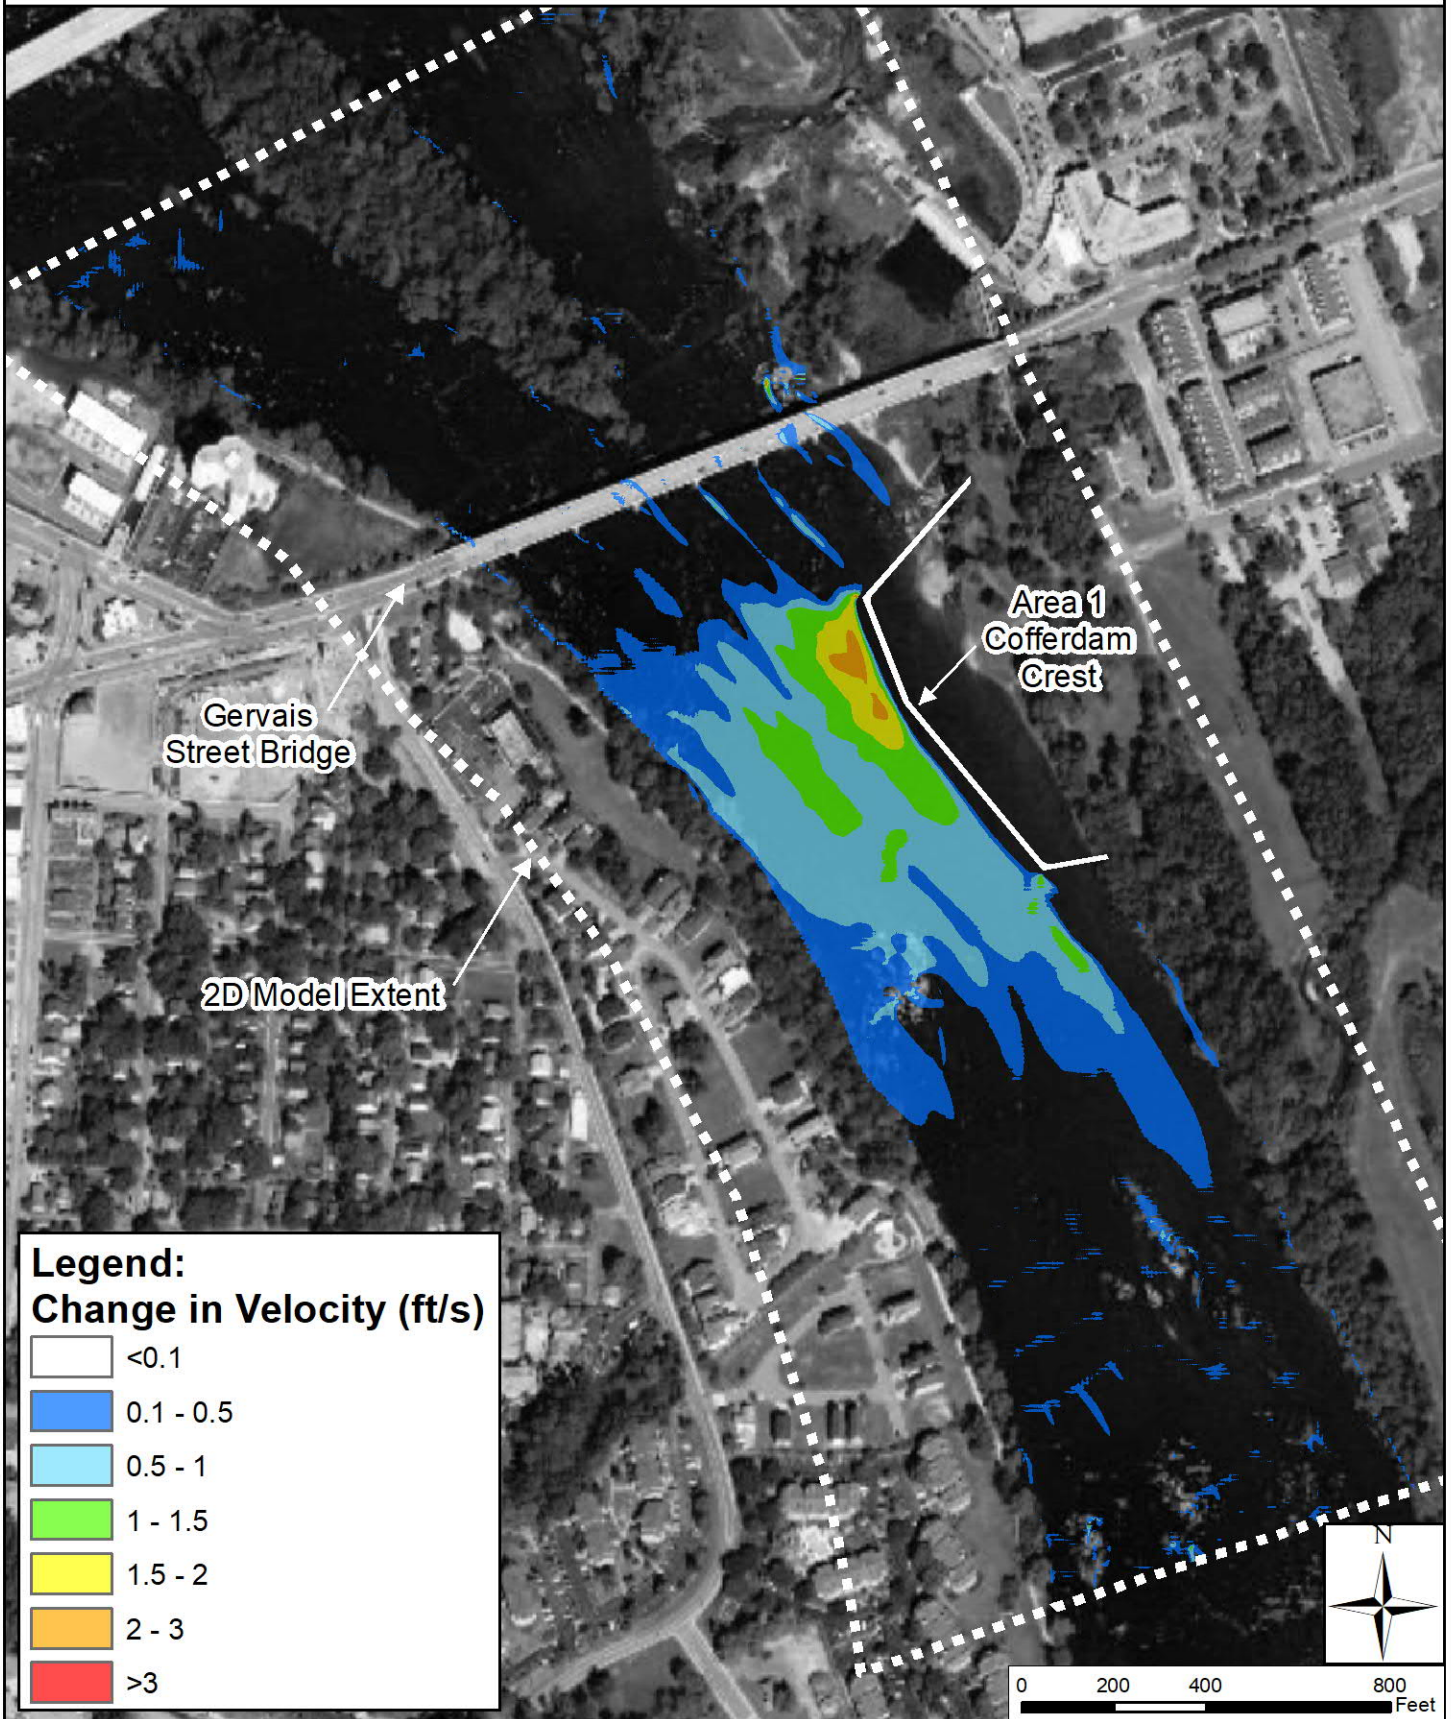 Area 1
Cofferdam
Crest
Gervais
Street Bridge
2D Model Extent
Legend:
Change in Velocity (ft/s)
<0.1
0.1 - 0.5
0.5 - 1
1 - 1.5
1.5 - 2
2 - 3
>3
N
0 200 400 800
Feet